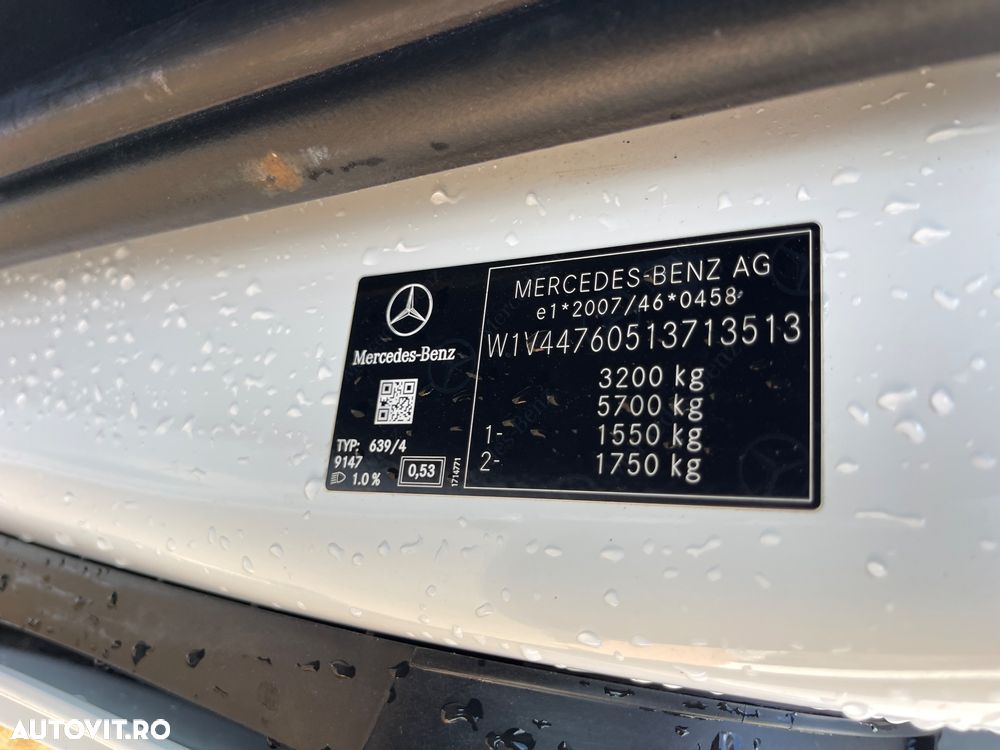 MERCEDES-BENZ AG
e1*2007/46*0458
W1V44760513713513
3200 kg
5700 kg
1- 1550 kg
2- 1750 kg
Mercedes-Benz
TYP: 639/4
9147
1.0 % 0,53
1714771
AUTOVIT.RO